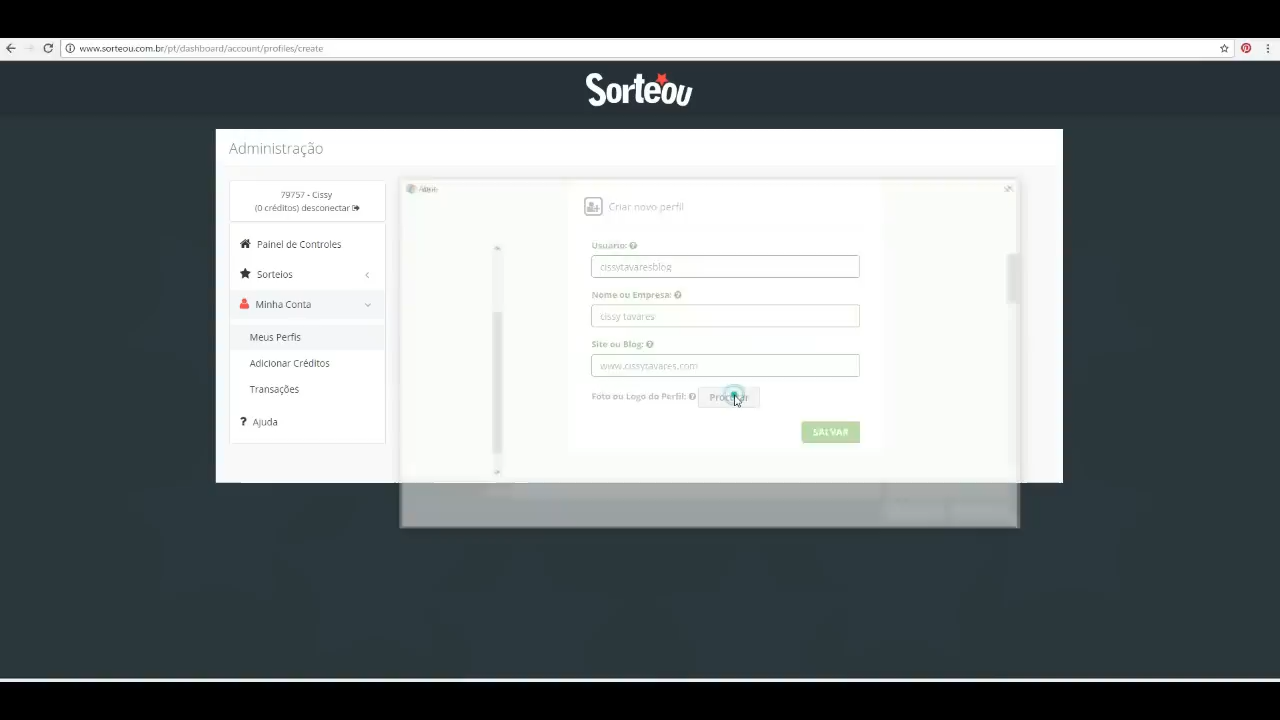 www.sorteou.com.br/pt/dashboard/account/profiles/create
Sorteou
Administração
79757 - Cissy
(0 créditos) desconectar
Painel de Controles
Sorteios
Minha Conta
Meus Perfis
Adicionar Créditos
Transações
? Ajuda
Criar novo perfil
Usuario:
cissytavaresblog
Nome ou Empresa:
cissy tavares
Site ou Blog:
www.cissytavares.com
Foto ou Logo do Perfil:
Procurar
SALVAR